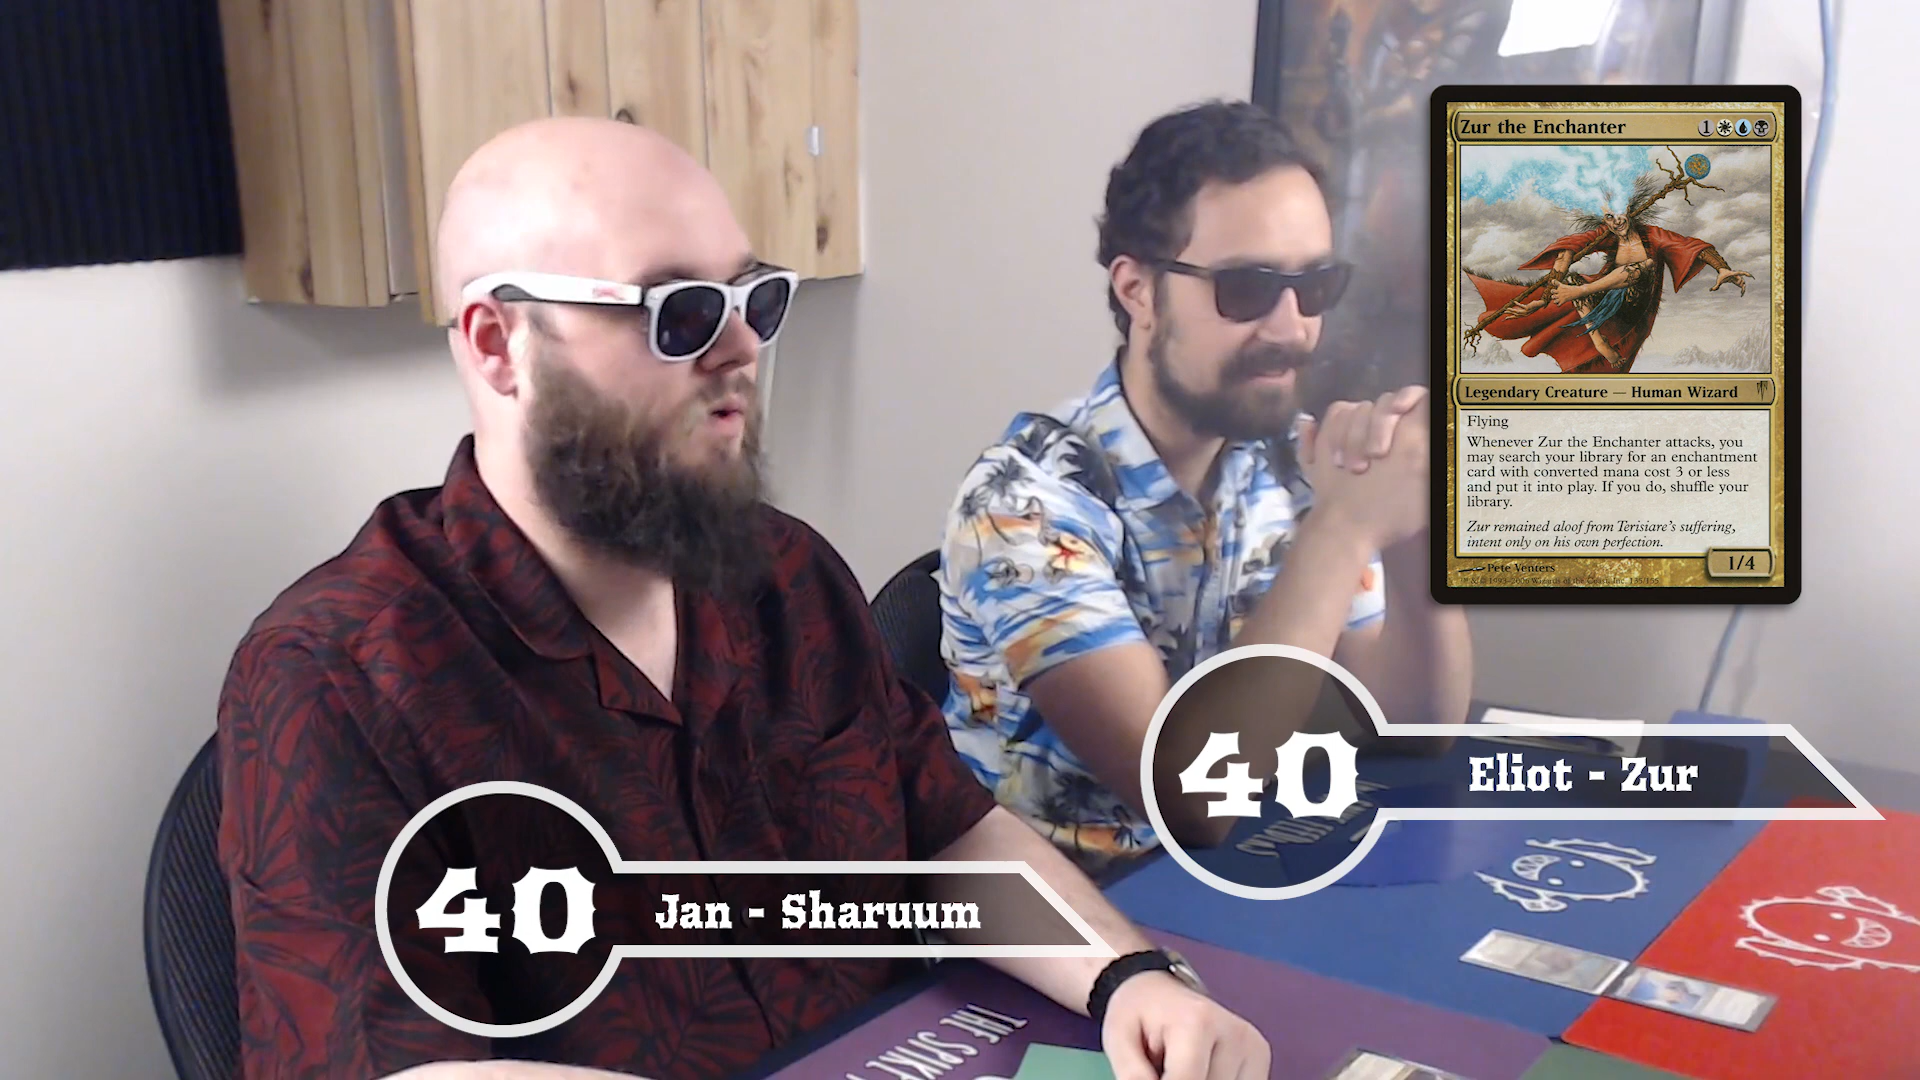 Zur the Enchanter
1
Legendary Creature — Human Wizard
Flying
Whenever Zur the Enchanter attacks, you
may search your library for an enchantment
card with converted mana cost 3 or less
and put it into play. If you do, shuffle your
library.
Zur remained aloof from Terisiare's suffering,
intent only on his own perfection.
Pete Venters
1/4
40
Eliot - Zur
40
Jan - Sharuum
THE SPIKE